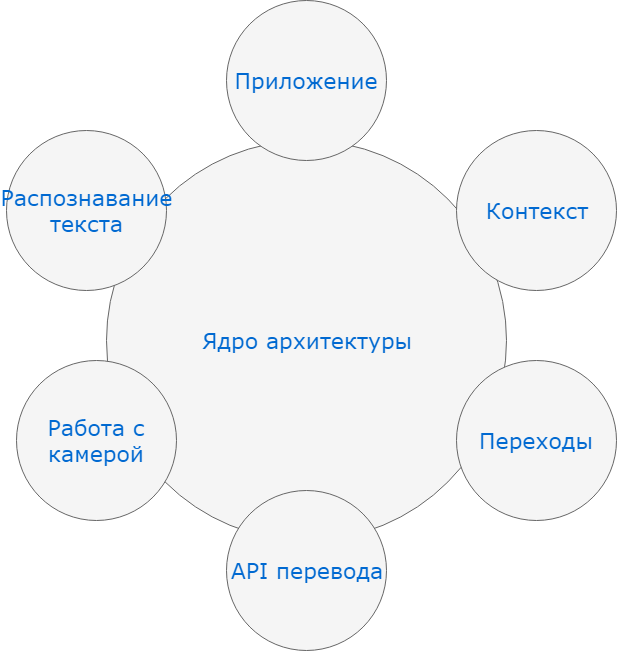 Приложение
Распознавание
текста
Контекст
Ядро архитектуры
Работа с
камерой
Переходы
API перевода